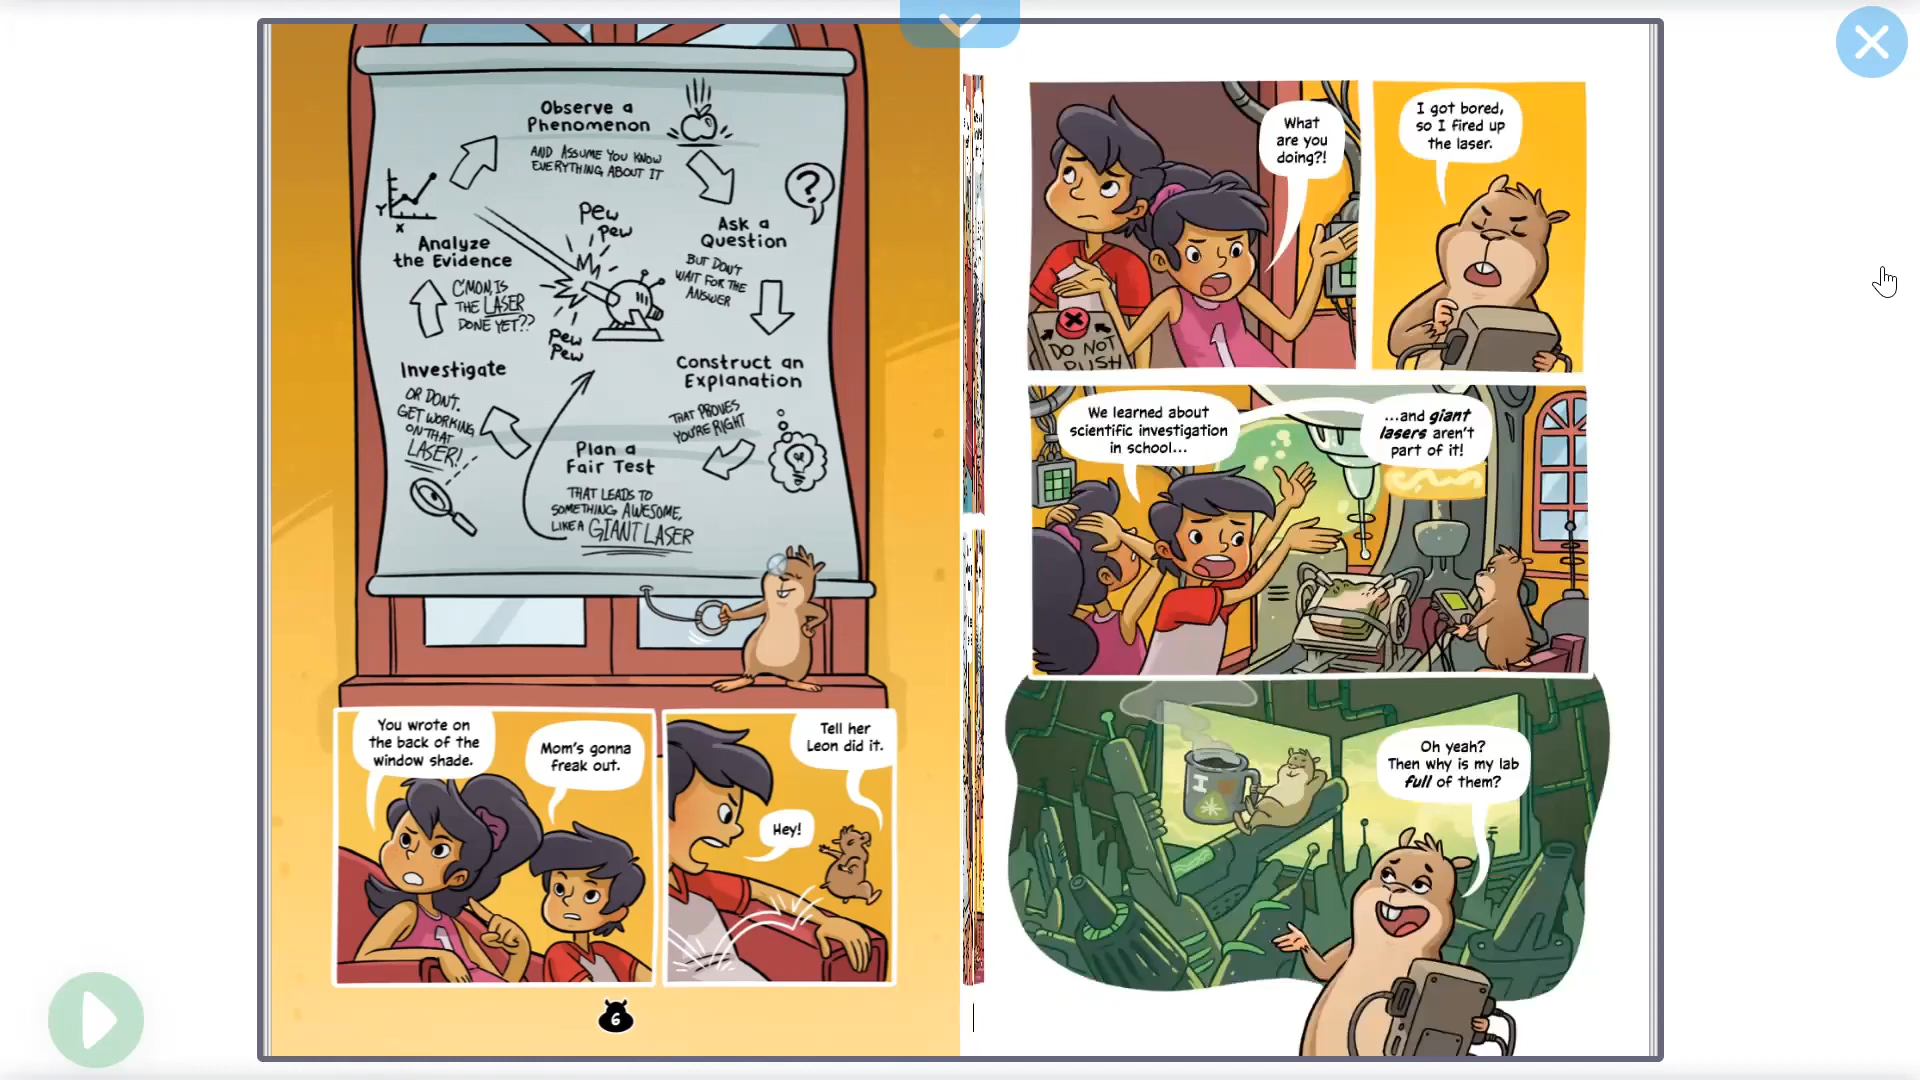 Observe a
Phenomenon
AND ASSUME YOU KNOW
EVERYTHING ABOUT IT
?
Ask a
Question
BUT DON'T
WAIT FOR THE
ANSWER
Construct an
Explanation
THAT PROVES
YOU'RE RIGHT
Plan a
Fair Test
THAT LEADS TO
SOMETHING AWESOME,
LIKE A GIANT LASER
Investigate
OR DON'T.
GET WORKING
ON THAT
LASER!
Analyze
the Evidence
C'MON, IS
THE LASER
DONE YET??
Y
X
Pew
Pew
Pew
Pew
You wrote on
the back of the
window shade.
Mom's gonna
freak out.
Tell her
Leon did it.
Hey!
6
What
are you
doing?!
DO NOT
PUSH
I got bored,
so I fired up
the laser.
We learned about
scientific investigation
in school...
...and giant
lasers aren't
part of it!
I
Oh yeah?
Then why is my lab
full of them?